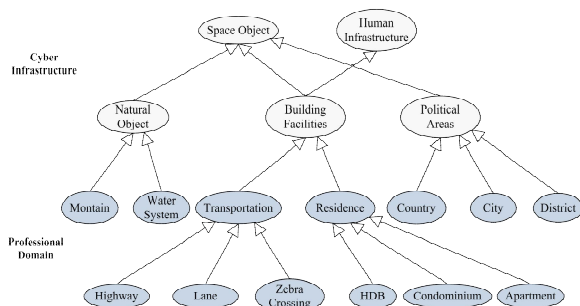 Space Object
Human
Infrastructure
Cyber
Infrastructure
Natural
Object
Building
Facilities
Political
Areas
Montain
Water
System
Transportation
Residence
Country
City
District
Professional
Domain
Highway
Lane
Zebra
Crossing
HDB
Condominium
Apartment